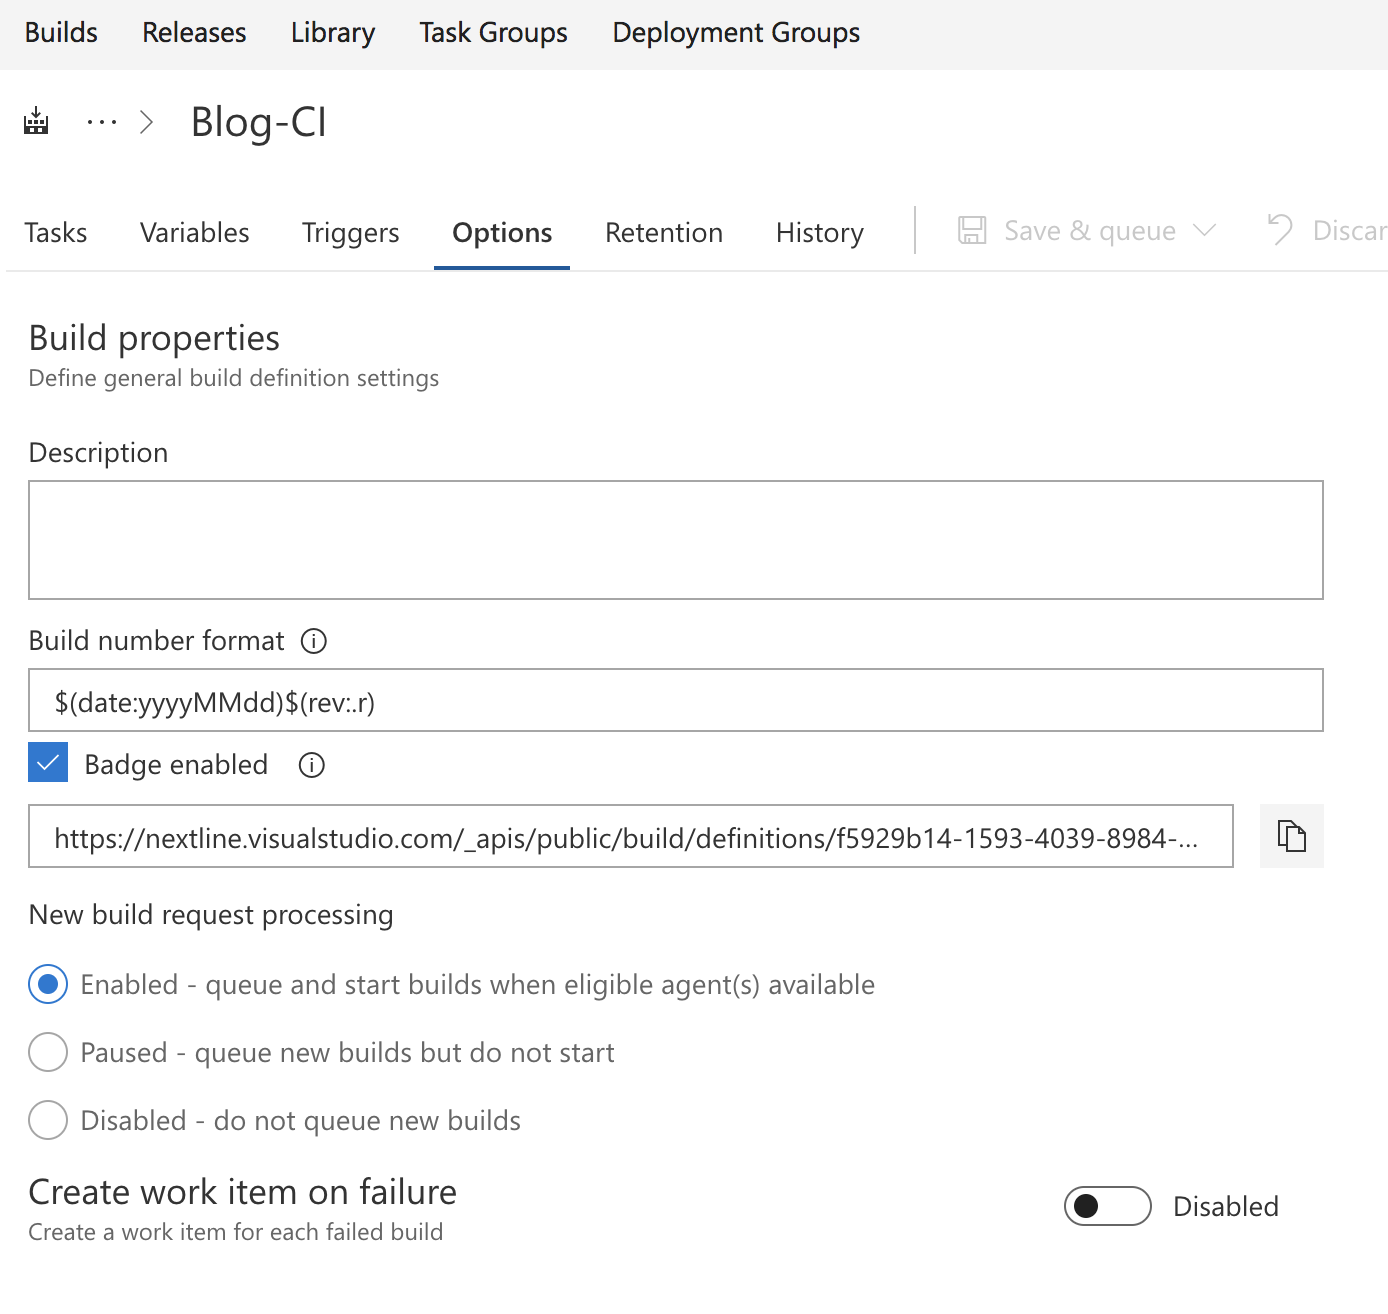 Builds Releases Library Task Groups Deployment Groups
... > Blog-CI
Tasks Variables Triggers Options Retention History Save & queue Discar
Build properties
Define general build definition settings
Description
Build number format
$(date:yyyyMMdd)$(rev:.r)
Badge enabled
https://nextline.visualstudio.com/_apis/public/build/definitions/f5929b14-1593-4039-8984-...
New build request processing
Enabled - queue and start builds when eligible agent(s) available
Paused - queue new builds but do not start
Disabled - do not queue new builds
Create work item on failure
Disabled
Create a work item for each failed build